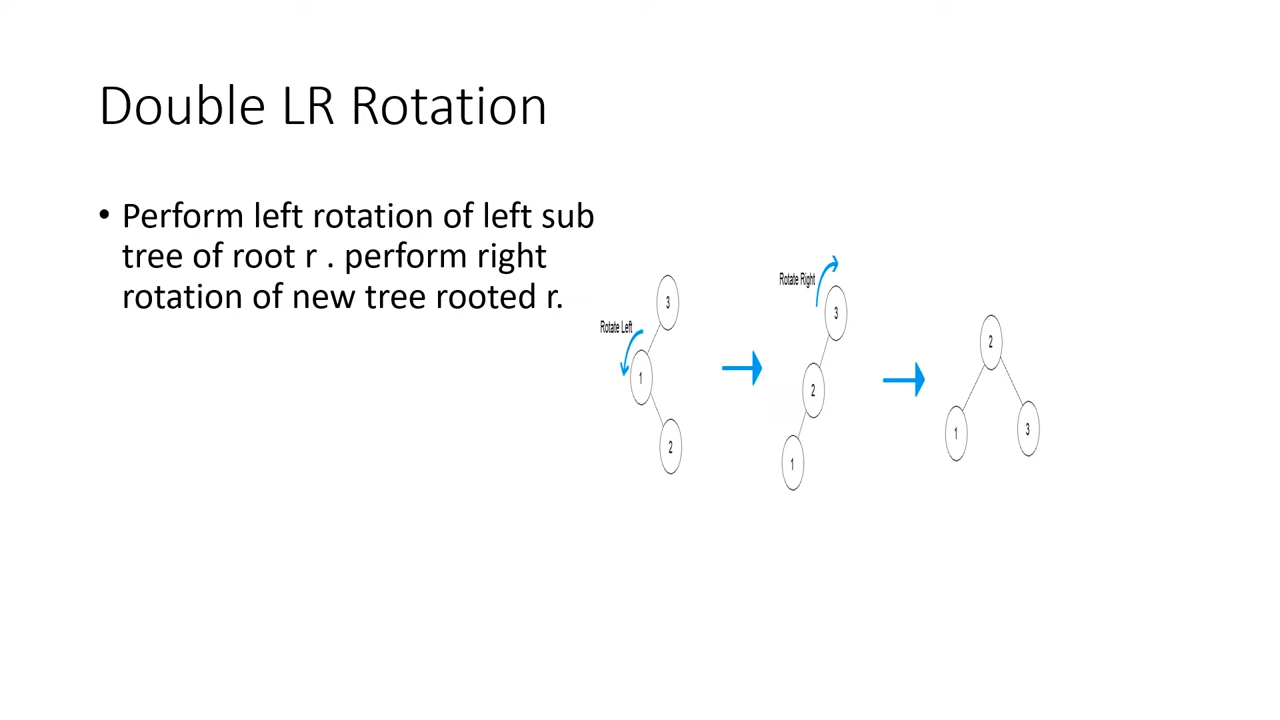 Double LR Rotation
• Perform left rotation of left sub
tree of root r . perform right
rotation of new tree rooted r.
Rotate Left
3
1
2
Rotate Right
3
2
1
2
1
3